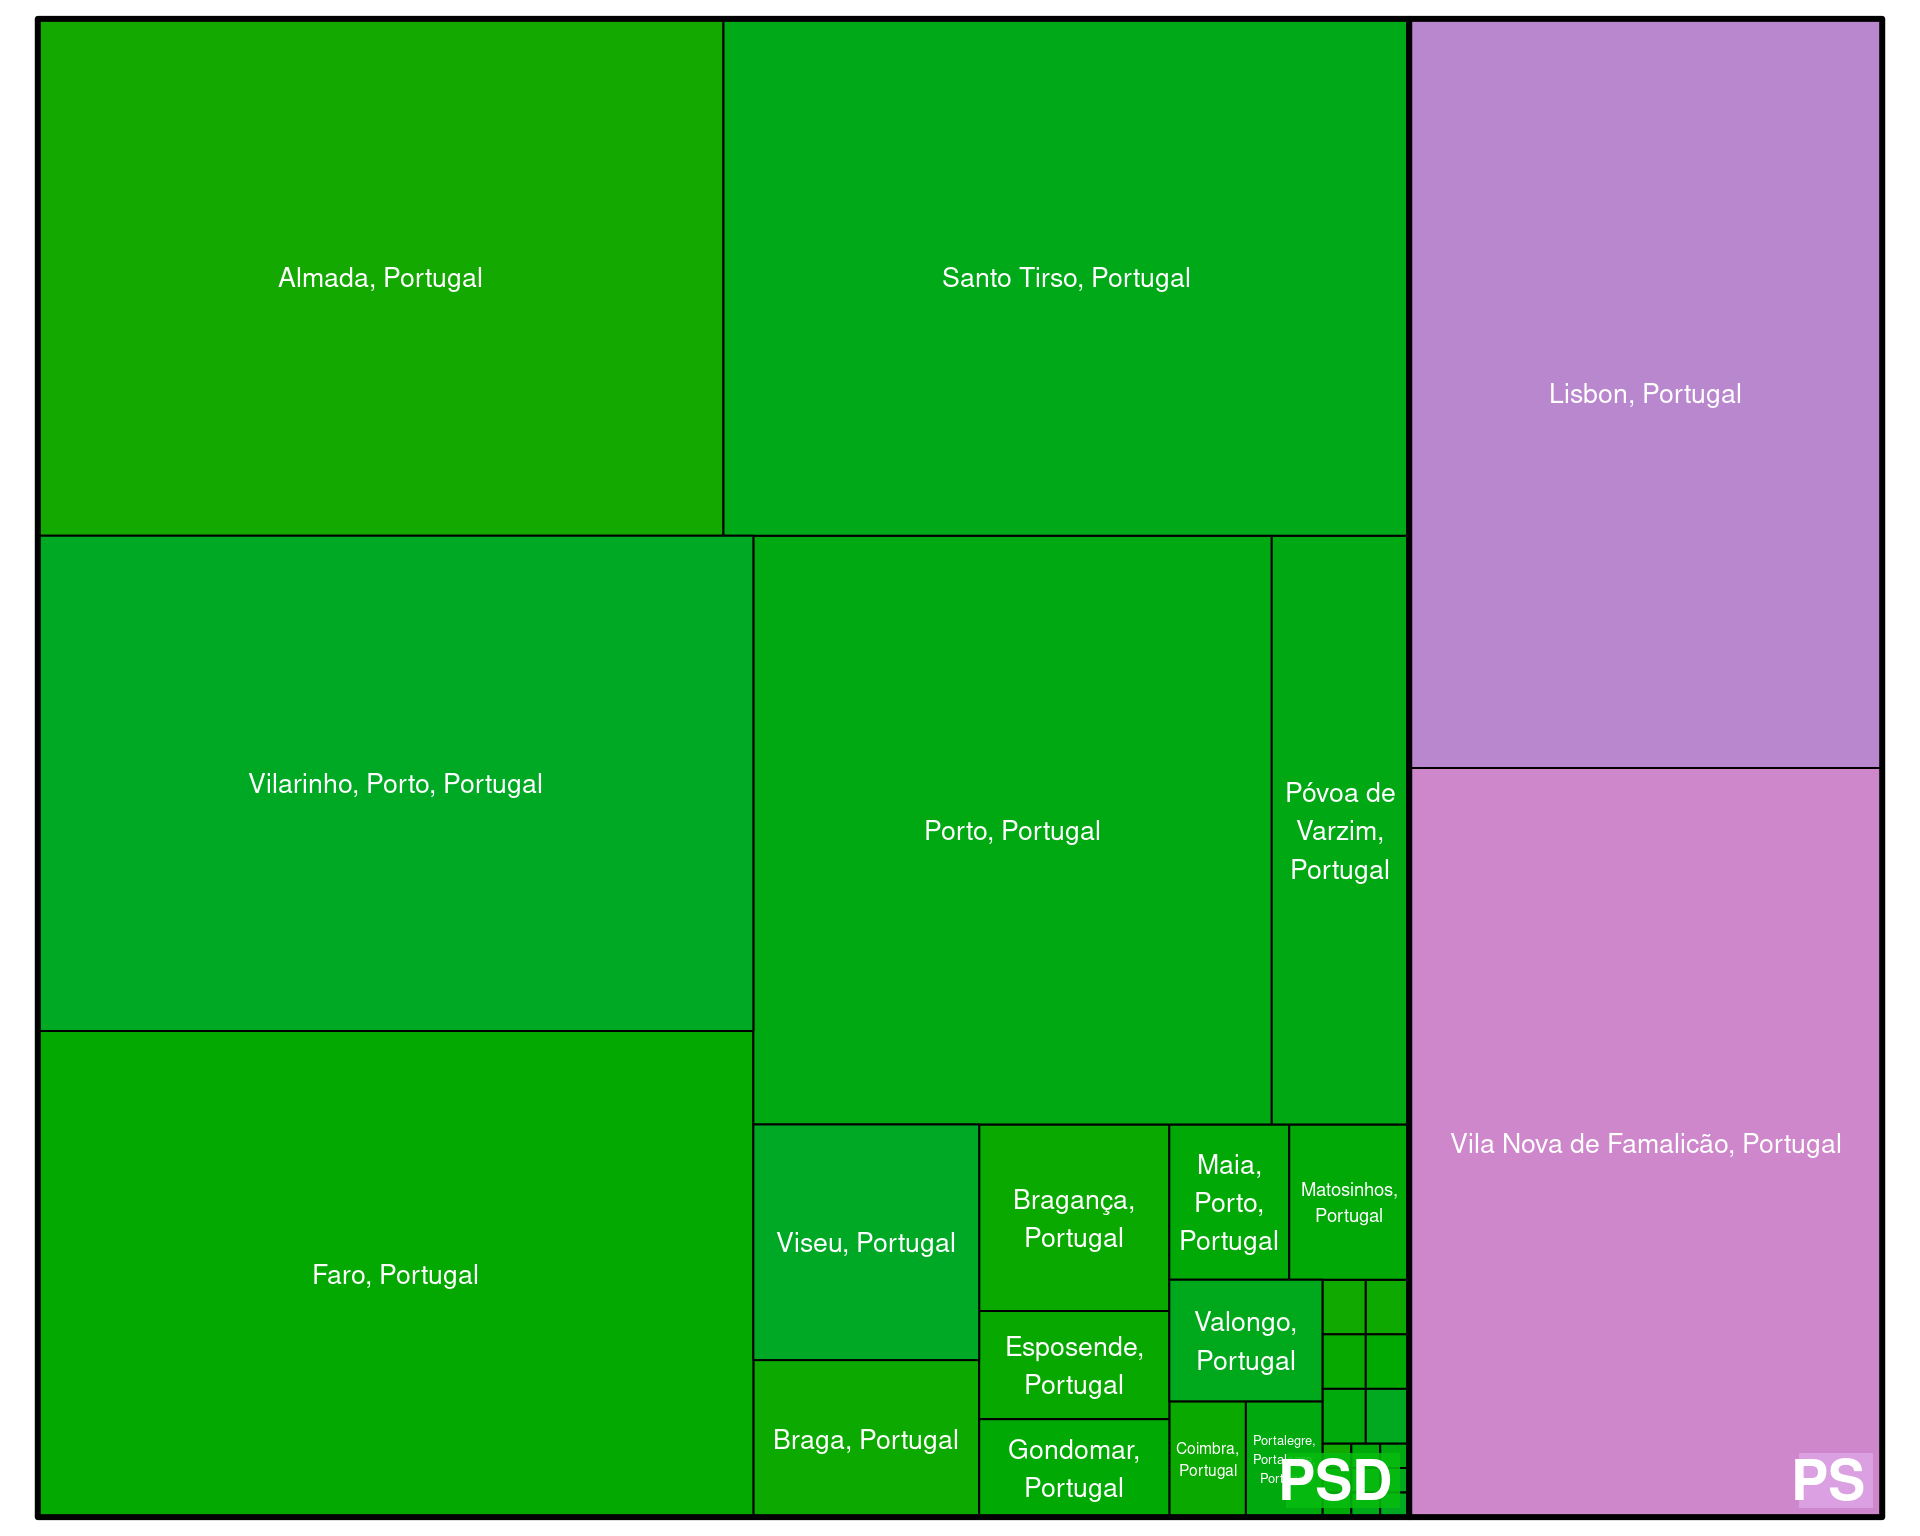 Almada, Portugal
Santo Tirso, Portugal
Lisbon, Portugal
Vilarinho, Porto, Portugal
Porto, Portugal
Póvoa de
Varzim,
Portugal
Vila Nova de Famalicão, Portugal
Faro, Portugal
Viseu, Portugal
Bragança,
Portugal
Maia,
Porto,
Portugal
Matosinhos,
Portugal
Valongo,
Portugal
Esposende,
Portugal
Braga, Portugal
Gondomar,
Portugal
Coimbra,
Portugal
Portalegre,
PSD
PS